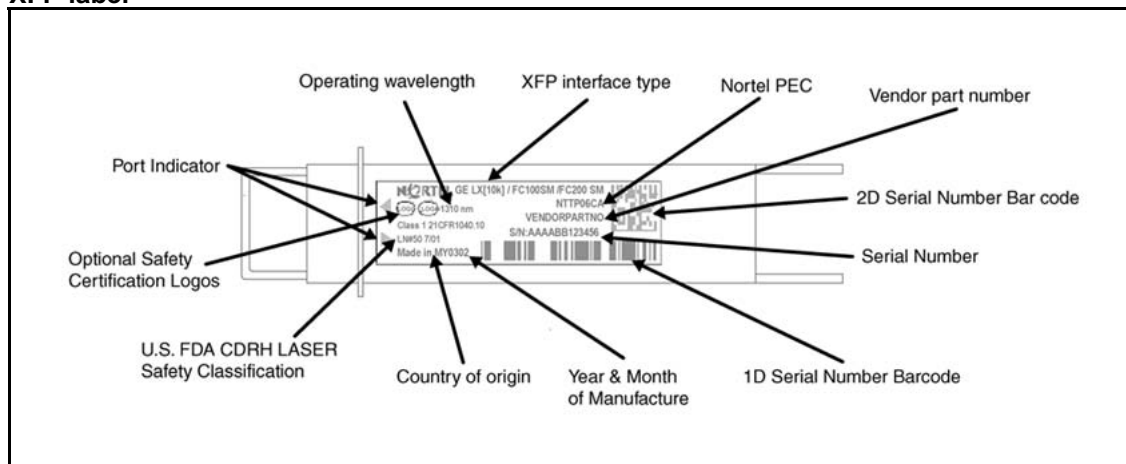 XFP label
Operating wavelength
XFP interface type
Nortel PEC
Vendor part number
Port Indicator
NORTEL GE LX[10k] / FC100SM /FC200 SM
NTTP06CA
2D Serial Number Bar code
LOGO LOGO 1310 nm
VENDORPARTNO
Class 1 21CFR1040.10
S/N:AAAABB123456
LN#50 7/01
Serial Number
Made in MY0302
Optional Safety
Certification Logos
U.S. FDA CDRH LASER
Safety Classification
Country of origin
Year & Month
of Manufacture
1D Serial Number Barcode